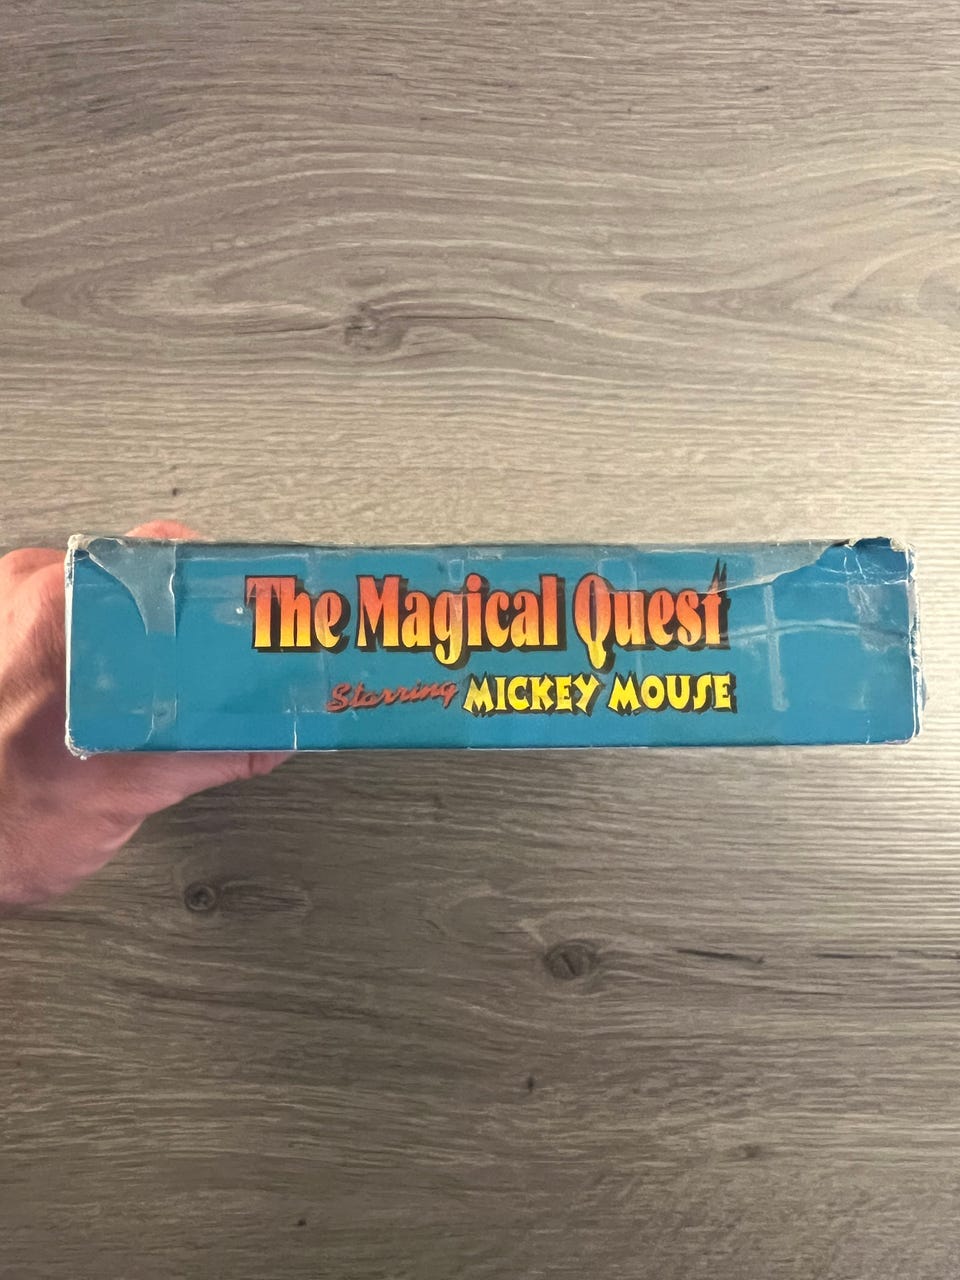 The Magical Quest
Starring MICKEY MOUSE